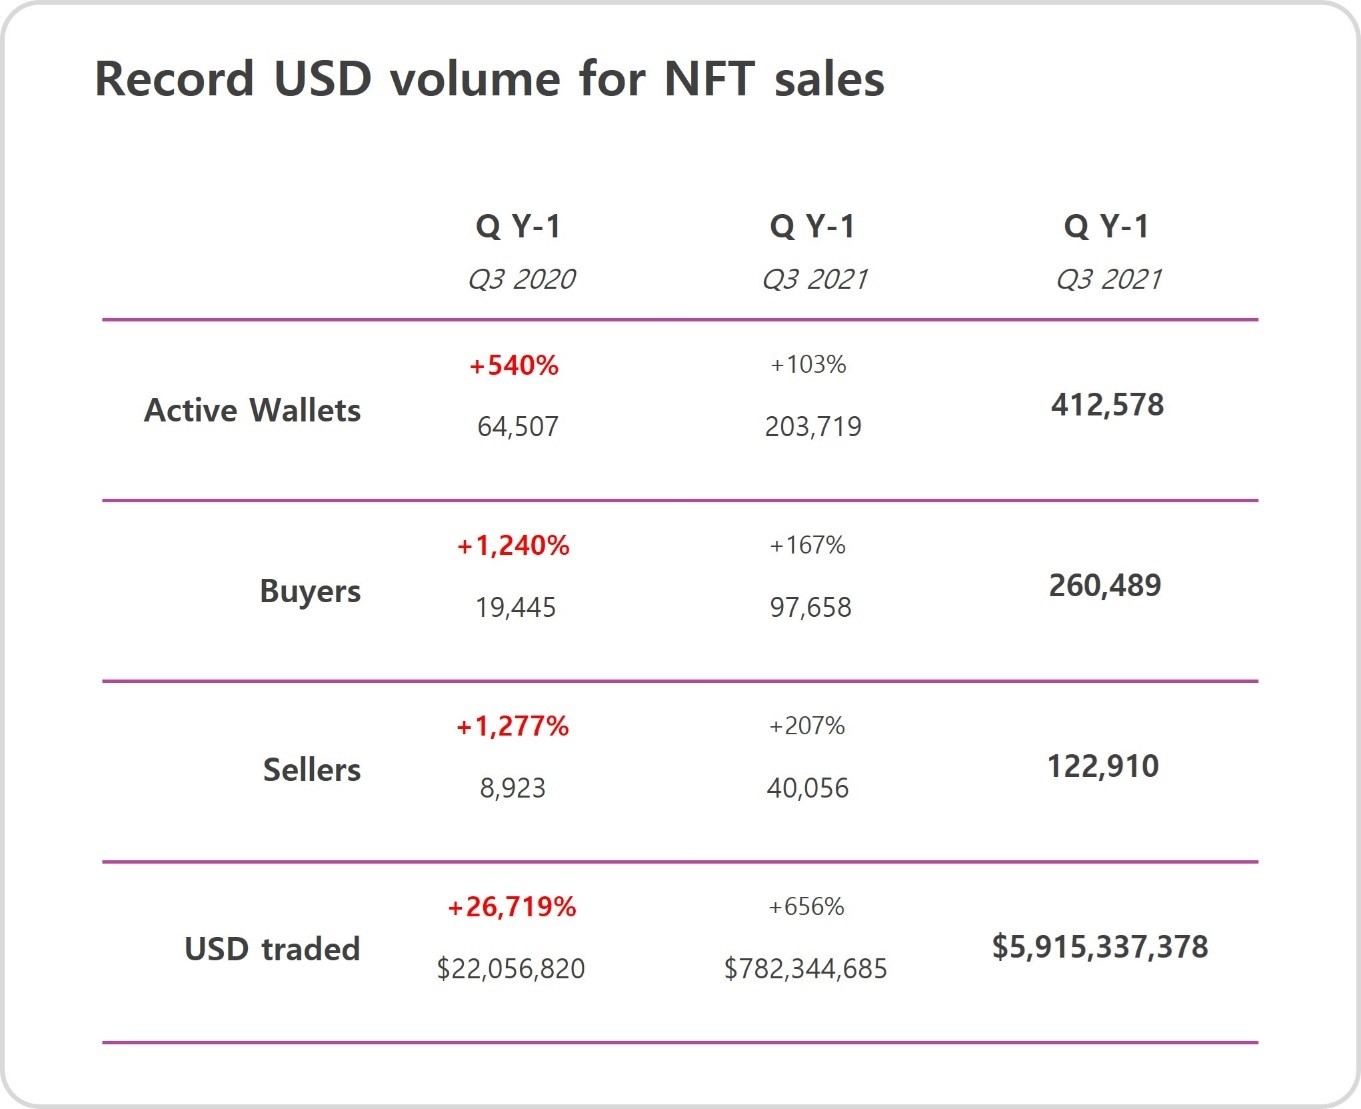 Record USD volume for NFT sales
Q Y-1 Q Y-1 Q Y-1
Q3 2020 Q3 2021 Q3 2021
+540% +103%
Active Wallets 412,578
64,507 203,719
+1,240% +167%
Buyers 260,489
19,445 97,658
+1,277% +207%
Sellers 122,910
8,923 40,056
+26,719% +656%
USD traded $5,915,337,378
$22,056,820 $782,344,685